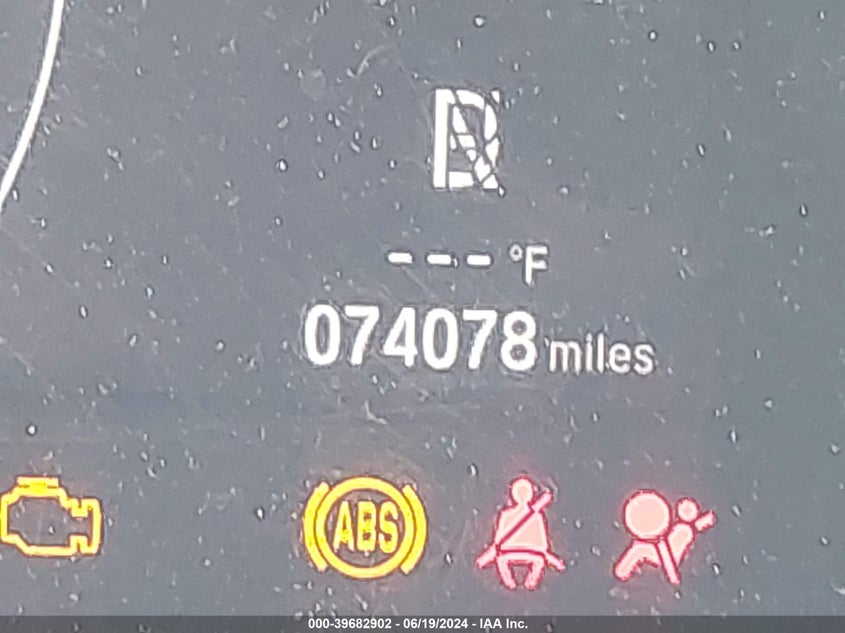 --- °F
074078 miles
ABS
000-39682902 - 06/19/2024 - IAA Inc.